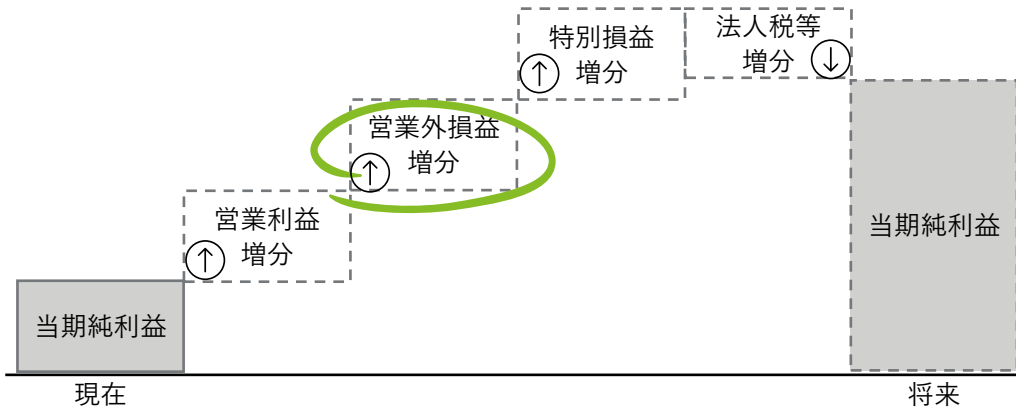 特別損益
増分
↑
法人税等
増分
↓
営業外損益
増分
↑
営業利益
増分
↑
当期純利益
当期純利益
現在
将来